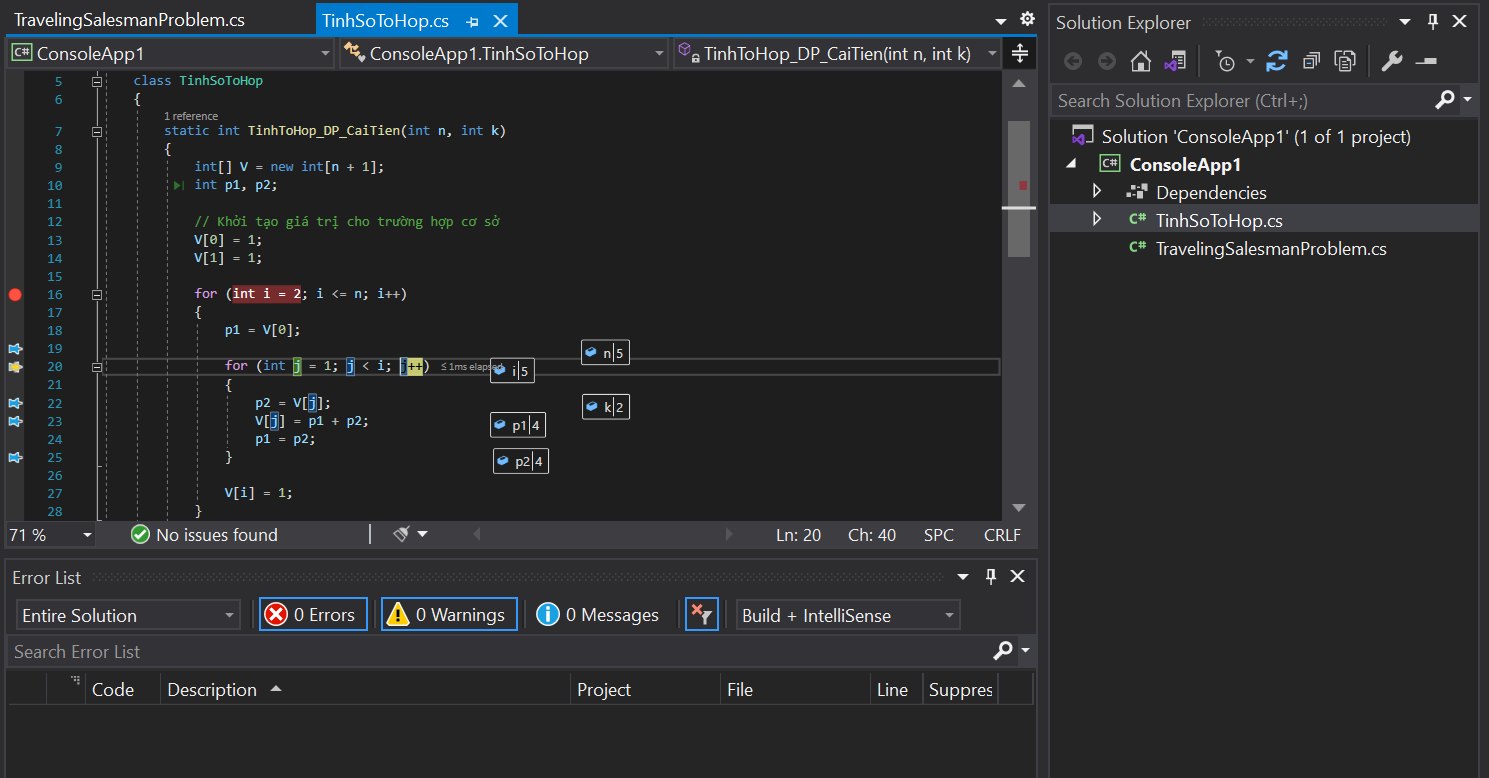 TravelingSalesmanProblem.cs
TinhSoToHop.cs
C# ConsoleApp1
ConsoleApp1.TinhSoToHop
TinhToHop_DP_CaiTien(int n, int k)
5 class TinhSoToHop
6 {
1 reference
7 static int TinhToHop_DP_CaiTien(int n, int k)
8 {
9 int[] V = new int[n + 1];
10 int p1, p2;
11
12 // Khởi tạo giá trị cho trường hợp cơ sở
13 V[0] = 1;
14 V[1] = 1;
15
16 for (int i = 2; i <= n; i++)
17 {
18 p1 = V[0];
19
n|5
20 for (int j = 1; j < i; j++) ≤1ms elapsed
i|5
21 {
22 p2 = V[j];
k|2
23 V[j] = p1 + p2;
p1|4
24 p1 = p2;
25 }
p2|4
26
27 V[i] = 1;
28 }
71 %
No issues found
Ln: 20 Ch: 40 SPC CRLF
Error List
Entire Solution
0 Errors
0 Warnings
0 Messages
Build + IntelliSense
Search Error List
Code Description Project File Line Suppres
Solution Explorer
Search Solution Explorer (Ctrl+;)
Solution 'ConsoleApp1' (1 of 1 project)
C# ConsoleApp1
Dependencies
C# TinhSoToHop.cs
C# TravelingSalesmanProblem.cs